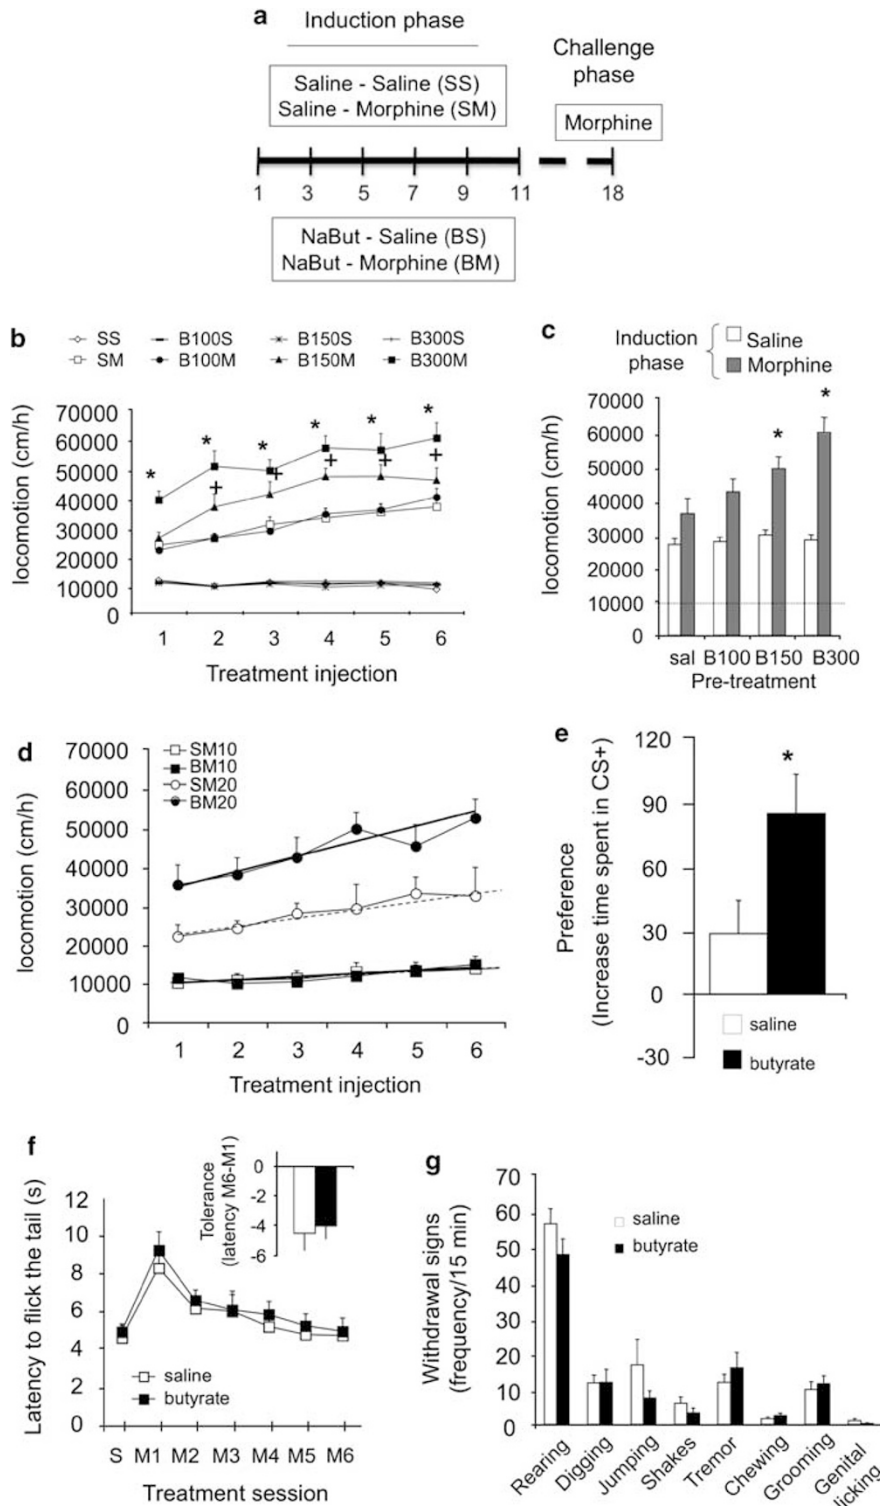 a
Induction phase
Challenge
phase
Saline - Saline (SS)
Saline - Morphine (SM)
Morphine
1 3 5 7 9 11 18
NaBut - Saline (BS)
NaBut - Morphine (BM)
b
SS B100S B150S B300S
SM B100M B150M B300M
locomotion (cm/h)
70000
60000
50000
40000
30000
20000
10000
0
* * * * * *
+ + + + +
1 2 3 4 5 6
Treatment injection
c
Induction
phase
Saline
Morphine
locomotion (cm/h)
70000
60000
50000
40000
30000
20000
10000
0
* *
sal B100 B150 B300
Pre-treatment
d
SM10
BM10
SM20
BM20
locomotion (cm/h)
70000
60000
50000
40000
30000
20000
10000
0
1 2 3 4 5 6
Treatment injection
e
Preference
(Increase time spent in CS+)
120
90
60
30
0
-30
*
saline
butyrate
f
Latency to flick the tail (s)
12
10
8
6
4
2
0
Tolerance
(latency M6-M1)
0
-2
-4
-6
saline
butyrate
S M1 M2 M3 M4 M5 M6
Treatment session
g
Withdrawal signs
(frequency/15 min)
70
60
50
40
30
20
10
0
saline
butyrate
Rearing
Digging
Jumping
Shakes
Tremor
Chewing
Grooming
Genital
licking